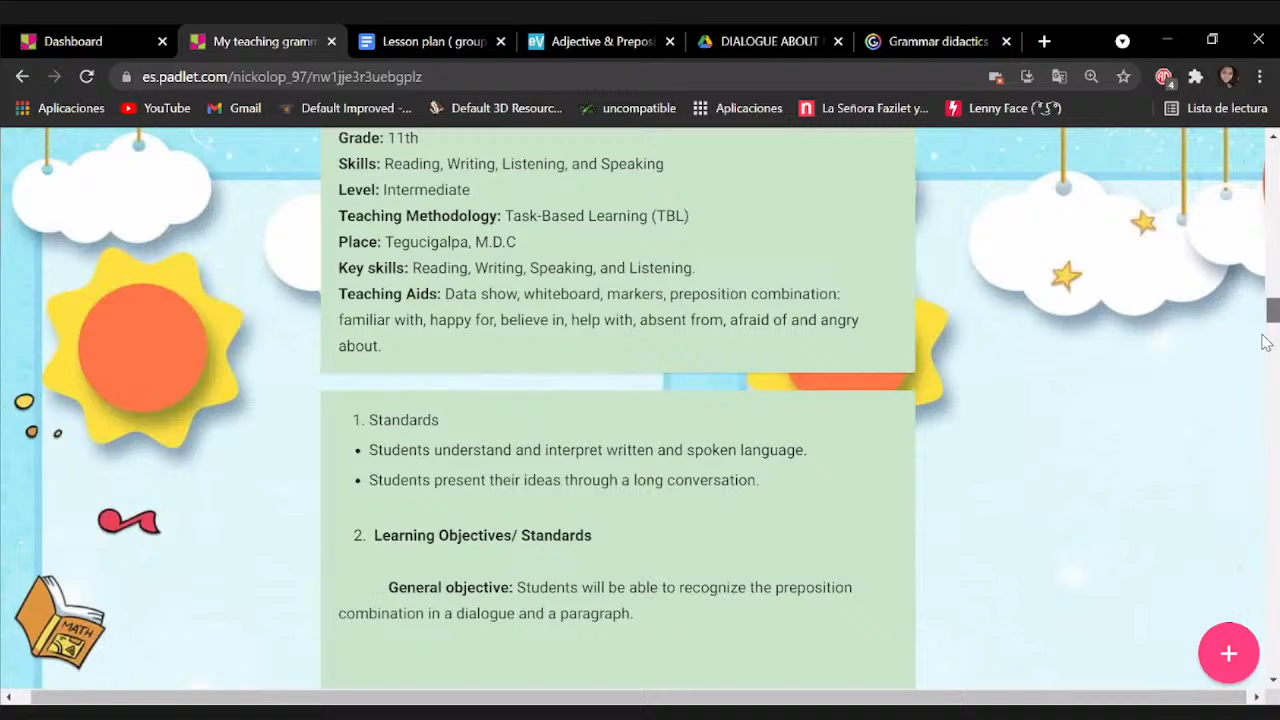 Dashboard
My teaching gramm
Lesson plan ( group
Adjective & Preposi
DIALOGUE ABOUT
Grammar didactics
es.padlet.com/nickolop_97/nw1jje3r3uebgplz
4
Aplicaciones
YouTube
Gmail
Default Improved -...
Default 3D Resourc...
uncompatible
Aplicaciones
La Señora Fazilet y...
Lenny Face ( ͡° ͜ʖ ͡°)
Lista de lectura
Grade: 11th
Skills: Reading, Writing, Listening, and Speaking
Level: Intermediate
Teaching Methodology: Task-Based Learning (TBL)
Place: Tegucigalpa, M.D.C
Key skills: Reading, Writing, Speaking, and Listening.
Teaching Aids: Data show, whiteboard, markers, preposition combination:
familiar with, happy for, believe in, help with, absent from, afraid of and angry
about.
1. Standards
• Students understand and interpret written and spoken language.
• Students present their ideas through a long conversation.
2. Learning Objectives/ Standards
General objective: Students will be able to recognize the preposition
combination in a dialogue and a paragraph.
MATH